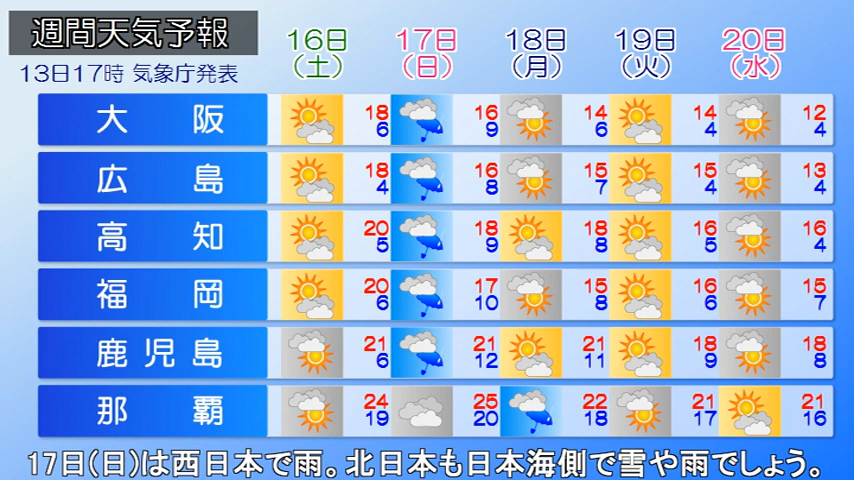 週間天気予報
13日17時 気象庁発表
16日 17日 18日 19日 20日
(土) (日) (月) (火) (水)
大阪 18 6 16 9 14 6 14 4 12 4
広島 18 4 16 8 15 7 15 4 13 4
高知 20 5 18 9 18 8 16 5 16 4
福岡 20 6 17 10 15 8 16 6 15 7
鹿児島 21 6 21 12 21 11 18 9 18 8
那覇 24 19 25 20 22 18 21 17 21 16
17日(日)は西日本で雨。北日本も日本海側で雪や雨でしょう。